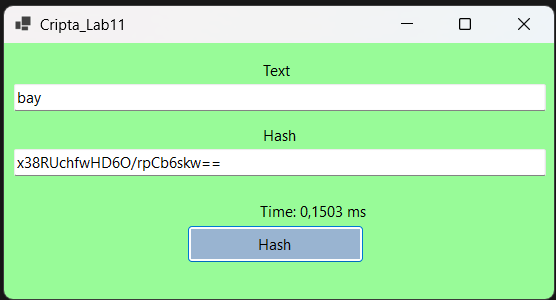 Cripta_Lab11
Text
bay
Hash
x38RUchfwHD6O/rpCb6skw==
Time: 0,1503 ms
Hash